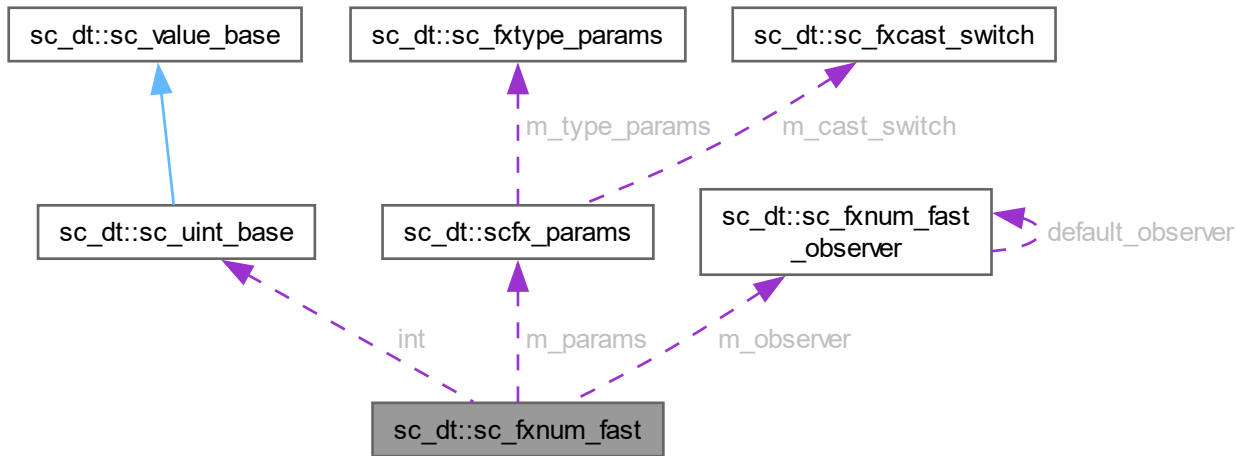 sc_dt::sc_value_base
sc_dt::sc_fxtype_params
sc_dt::sc_fxcast_switch
m_type_params
m_cast_switch
sc_dt::sc_uint_base
sc_dt::scfx_params
sc_dt::sc_fxnum_fast
_observer
default_observer
int
m_params
m_observer
sc_dt::sc_fxnum_fast